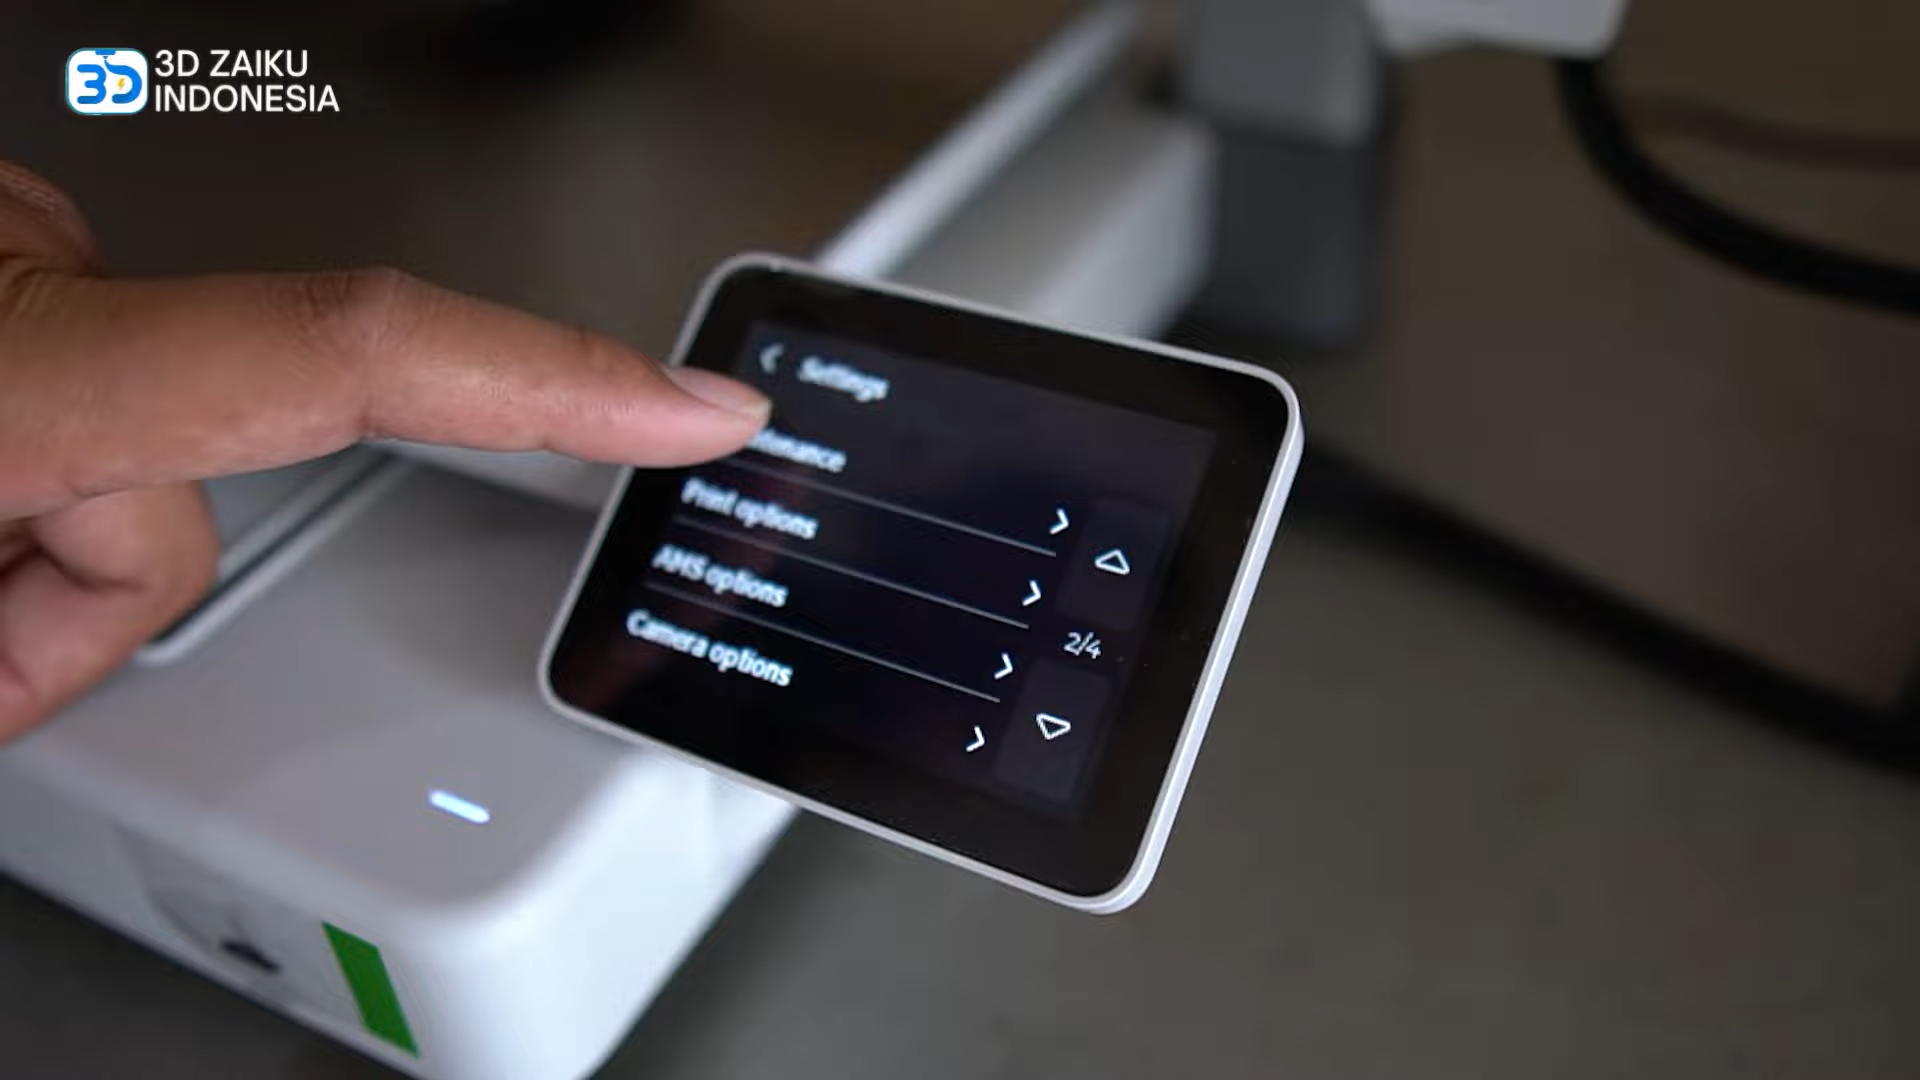 3D ZAIKU
INDONESIA
Settings
Print options
AMS options
Camera options
2/4